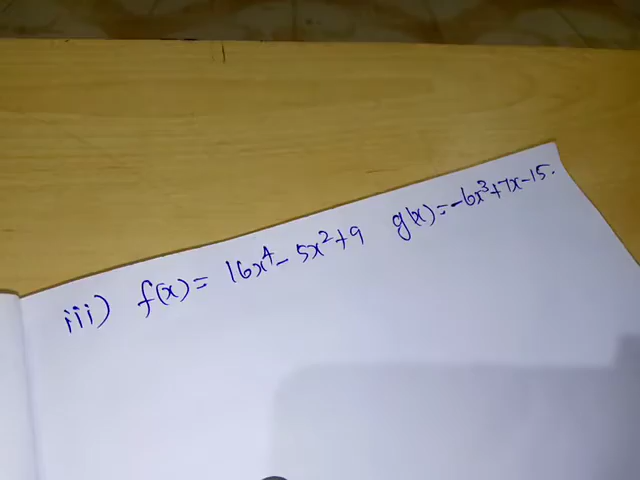 iii) f(x) = 16x⁴ - 5x² + 9 g(x) = -6x³ + 7x - 15.